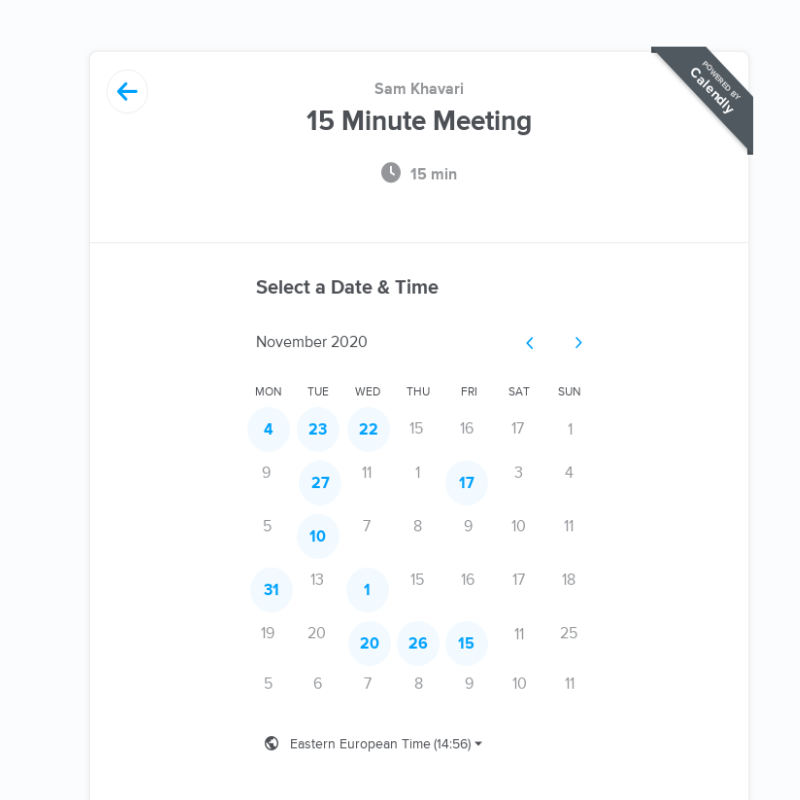 POWERED BY
Calendly
Sam Khavari
15 Minute Meeting
15 min
Select a Date & Time
November 2020
MON TUE WED THU FRI SAT SUN
4 23 22 15 16 17 1
9 27 11 1 17 3 4
5 10 7 8 9 10 11
31 13 1 15 16 17 18
19 20 20 26 15 11 25
5 6 7 8 9 10 11
Eastern European Time (14:56)